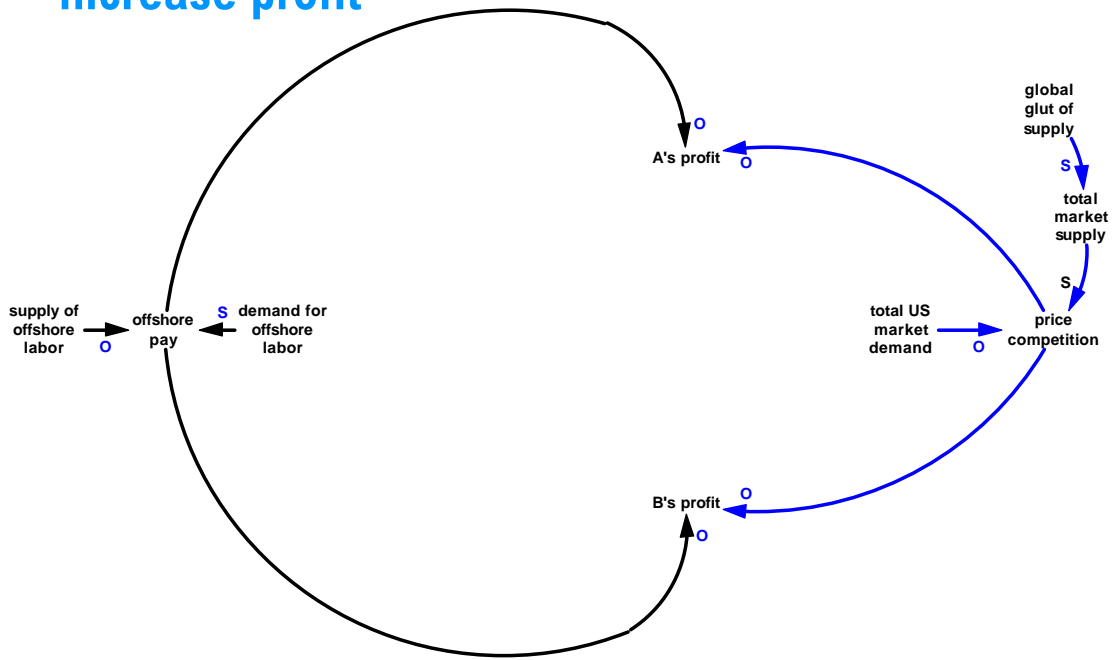 increase profit
O
A's profit
O
global
glut of
supply
S
total
market
supply
S
supply of
offshore
labor
O
offshore
pay
S
demand for
offshore
labor
total US
market
demand
O
price
competition
B's profit
O
O